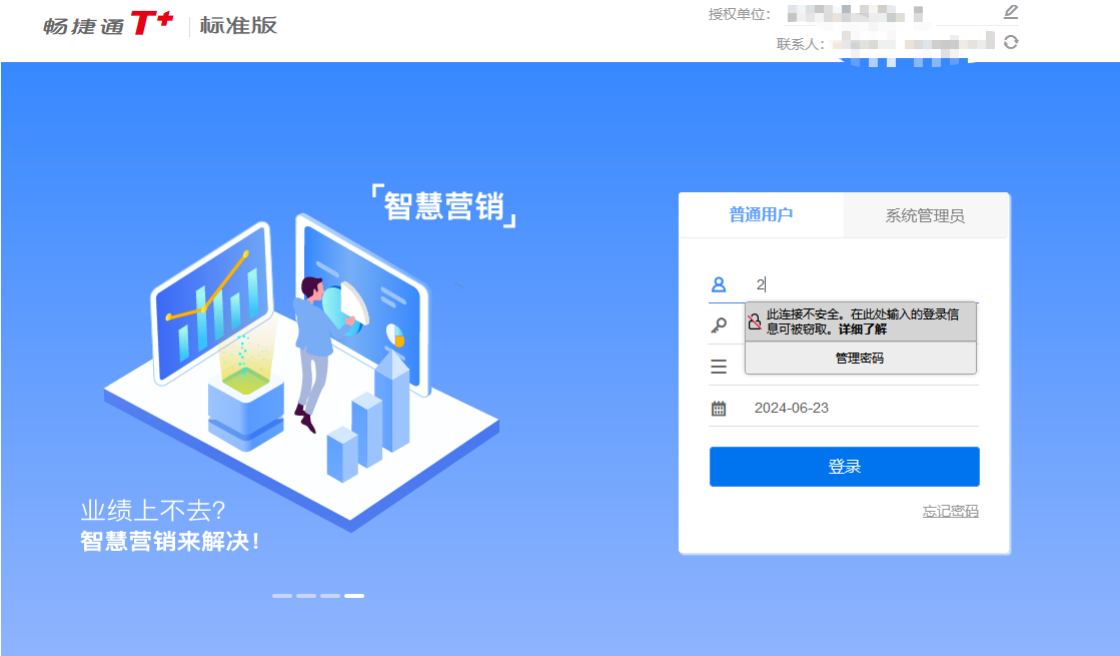 畅捷通T+ 标准版
授权单位：
联系人：
「智慧营销」
普通用户 系统管理员
2
此连接不安全。在此处输入的登录信
息可被窃取。详细了解
管理密码
2024-06-23
登录
忘记密码
业绩上不去?
智慧营销来解决!